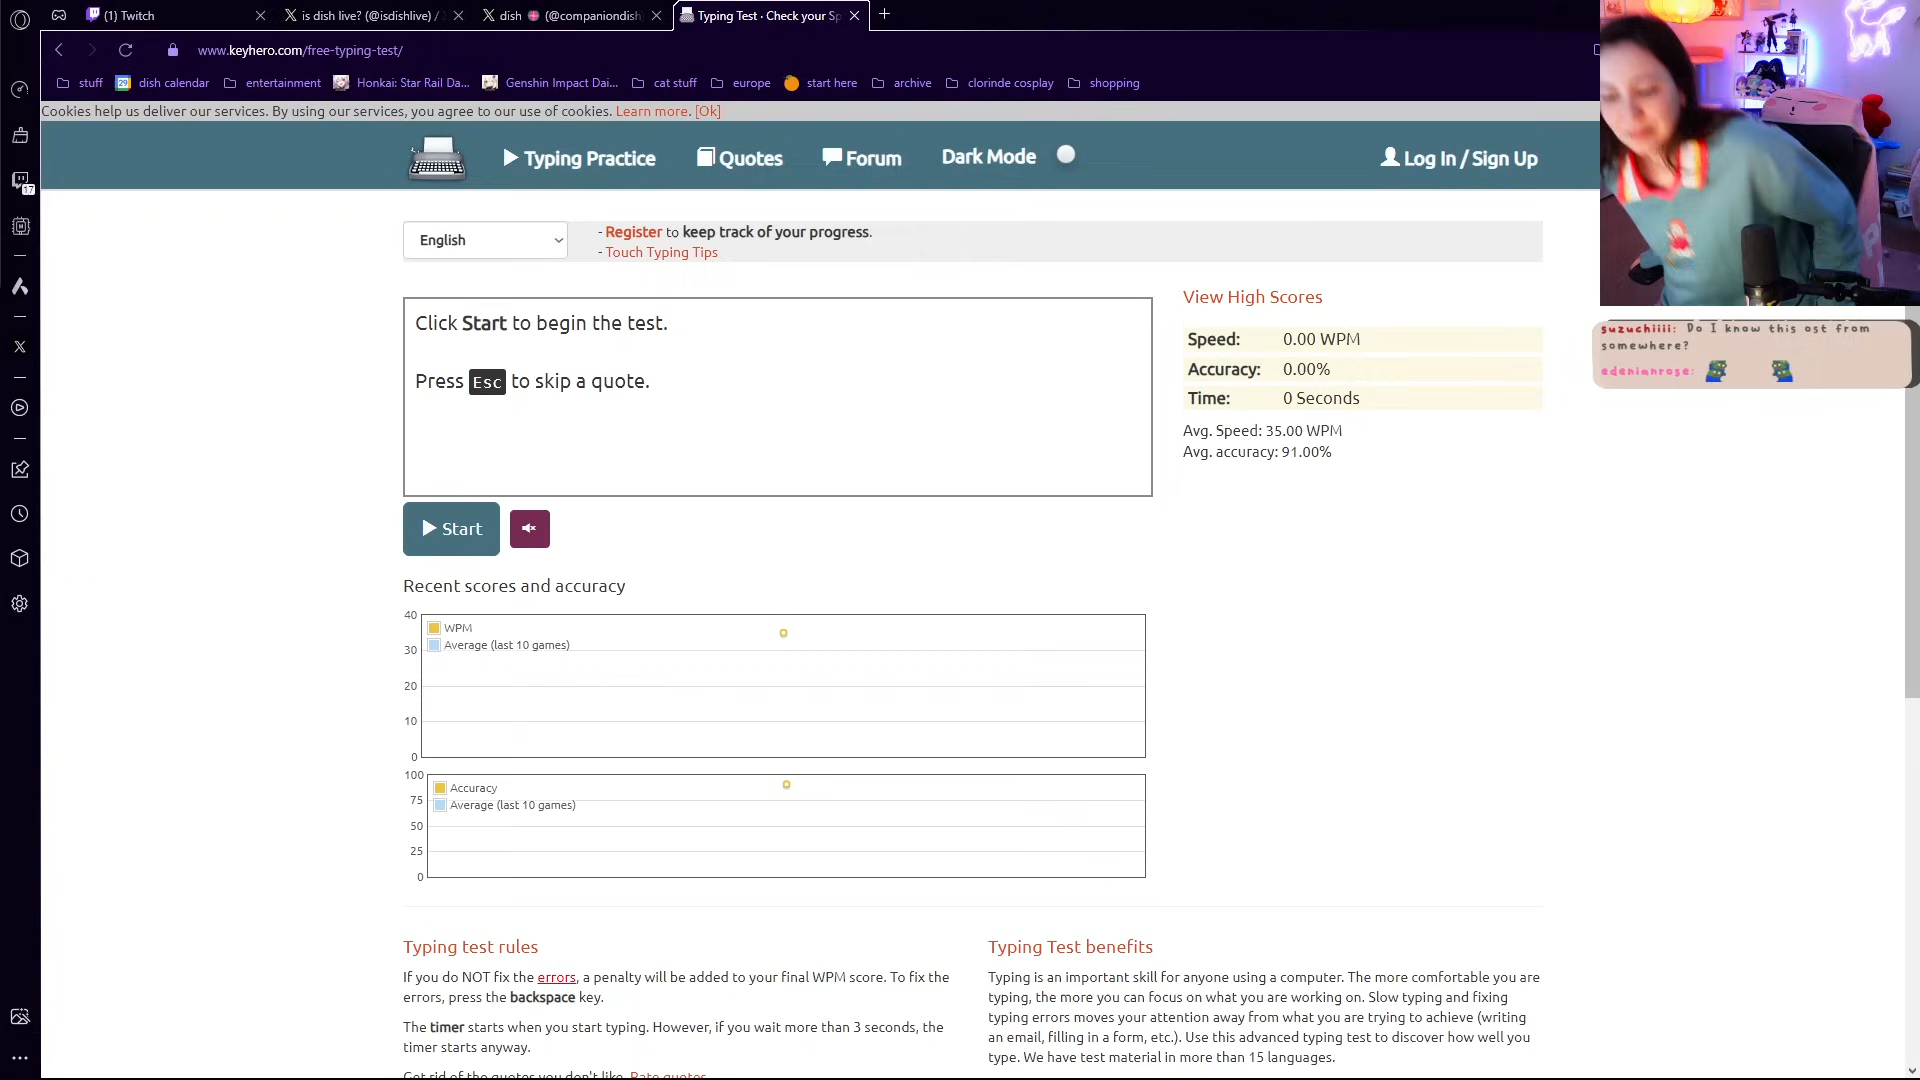 (1) Twitch
is dish live? (@isdishlive) /
dish (@companiondish
Typing Test · Check your Sp
www.keyhero.com/free-typing-test/
stuff
dish calendar
entertainment
Honkai: Star Rail Da...
Genshin Impact Dai...
cat stuff
europe
start here
archive
clorinde cosplay
shopping
Cookies help us deliver our services. By using our services, you agree to our use of cookies. Learn more. [Ok]
Typing Practice
Quotes
Forum
Dark Mode
Log In / Sign Up
17
English
- Register to keep track of your progress.
- Touch Typing Tips
Click Start to begin the test.
Press Esc to skip a quote.
View High Scores
Speed: 0.00 WPM
Accuracy: 0.00%
Time: 0 Seconds
Avg. Speed: 35.00 WPM
Avg. accuracy: 91.00%
suzuchiiii: Do I know this ost from
somewhere?
edenianrose:
Start
Recent scores and accuracy
40
30
20
10
0
WPM
Average (last 10 games)
100
75
50
25
0
Accuracy
Average (last 10 games)
Typing test rules
If you do NOT fix the errors, a penalty will be added to your final WPM score. To fix the
errors, press the backspace key.
The timer starts when you start typing. However, if you wait more than 3 seconds, the
timer starts anyway.
Get rid of the quotes you don't like. Rate quotes
Typing Test benefits
Typing is an important skill for anyone using a computer. The more comfortable you are
typing, the more you can focus on what you are working on. Slow typing and fixing
typing errors moves your attention away from what you are trying to achieve (writing
an email, filling in a form, etc.). Use this advanced typing test to discover how well you
type. We have test material in more than 15 languages.